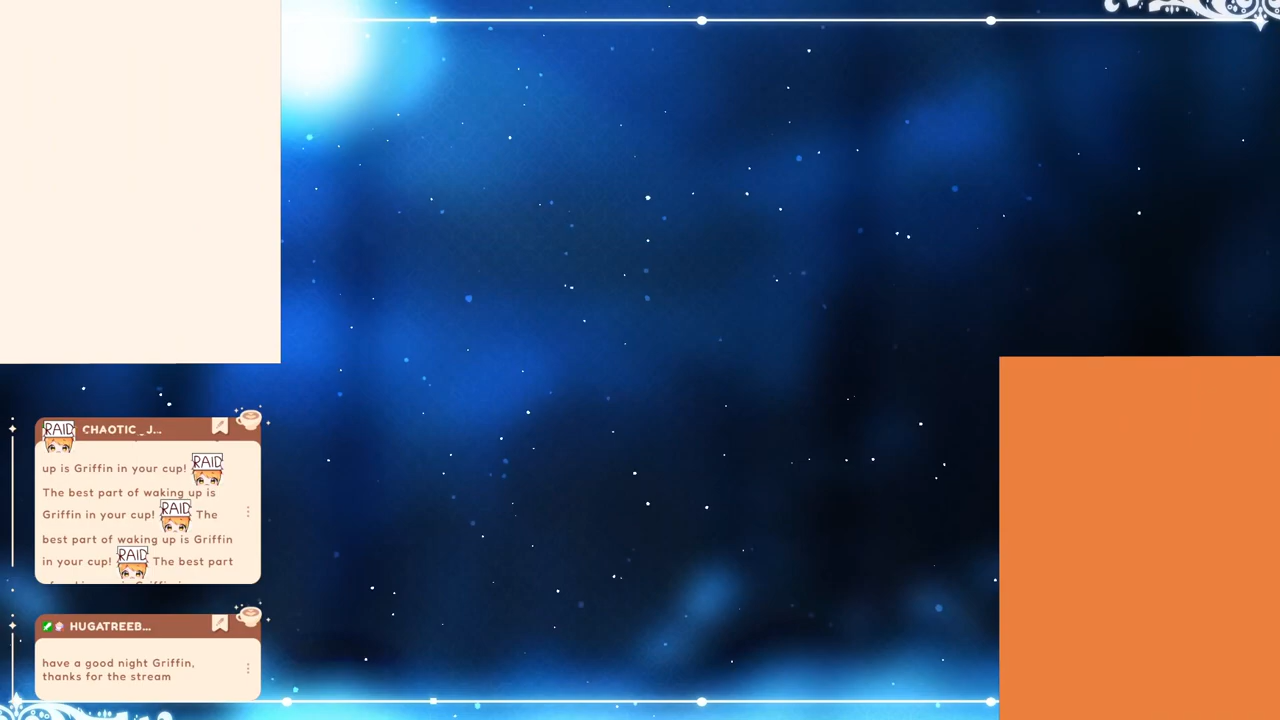 RAID CHAOTIC_J...
up is Griffin in your cup! RAID
The best part of waking up is
Griffin in your cup! RAID The
best part of waking up is Griffin
in your cup! RAID The best part
HUGATREEB...
have a good night Griffin,
thanks for the stream